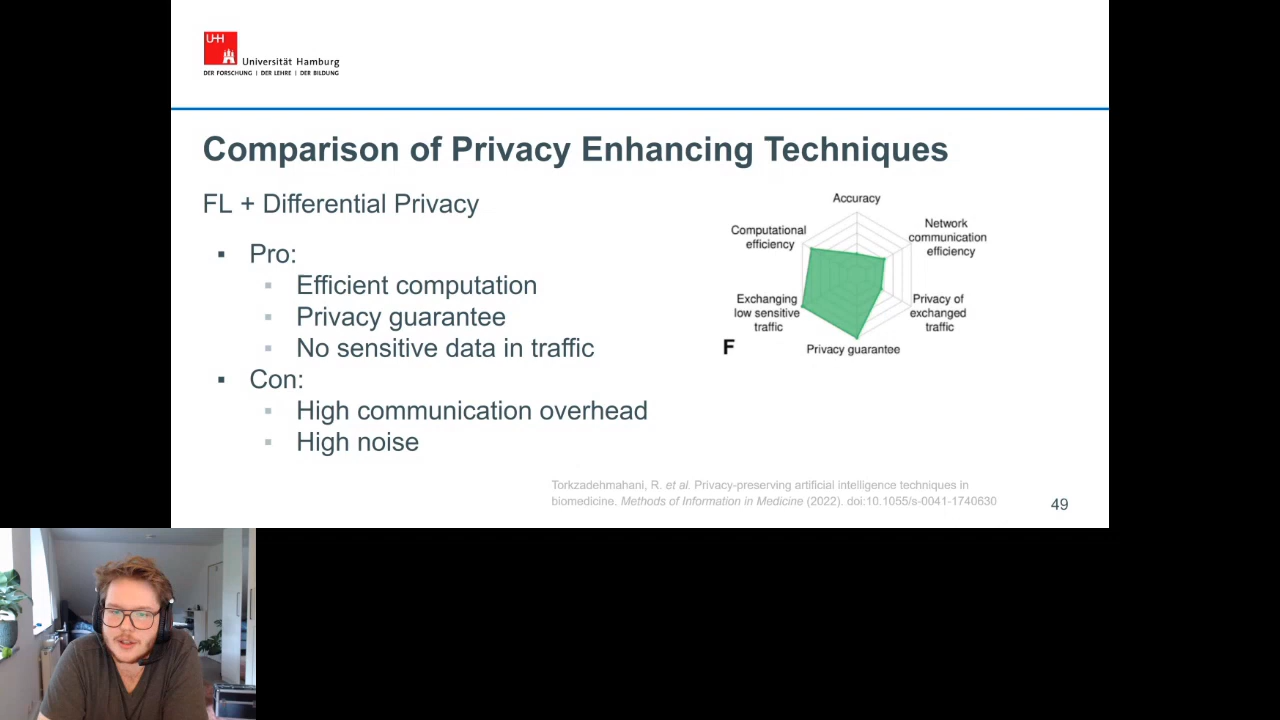 UHH
Universität Hamburg
DER FORSCHUNG | DER LEHRE | DER BILDUNG
Comparison of Privacy Enhancing Techniques
FL + Differential Privacy
▪ Pro:
▪ Efficient computation
▪ Privacy guarantee
▪ No sensitive data in traffic
▪ Con:
▪ High communication overhead
▪ High noise
Accuracy
Network
communication
efficiency
Privacy of
exchanged
traffic
Privacy guarantee
Exchanging
low sensitive
traffic
Computational
efficiency
F
Torkzadehmahani, R. et al. Privacy-preserving artificial intelligence techniques in
biomedicine. Methods of Information in Medicine (2022). doi:10.1055/s-0041-1740630
49